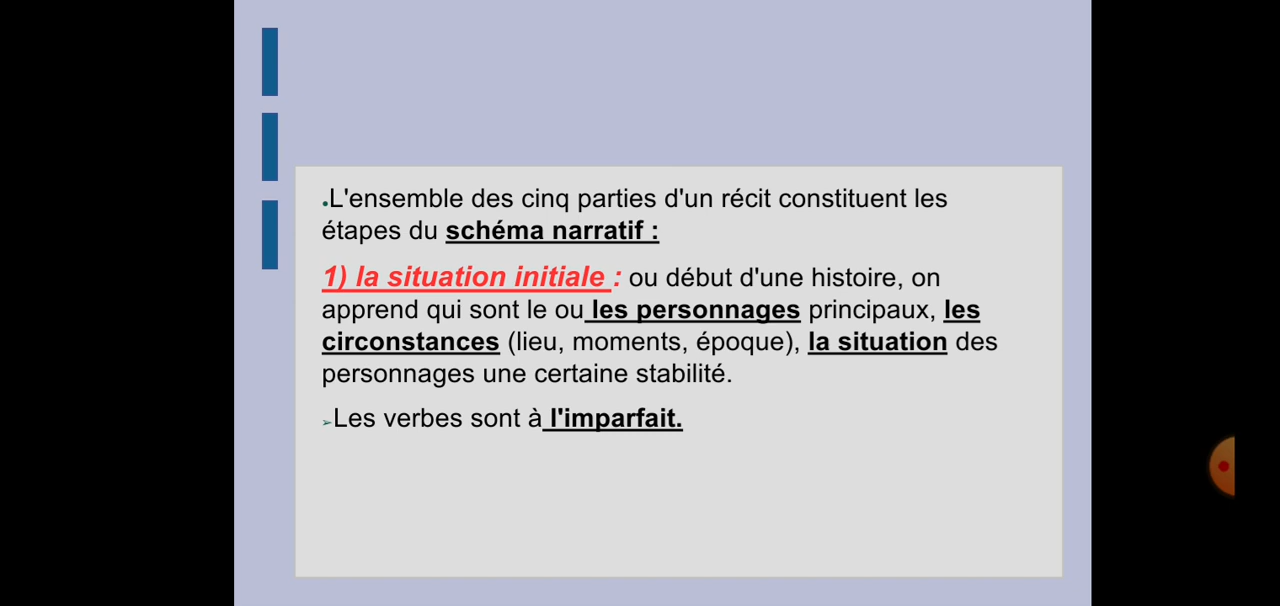 •L'ensemble des cinq parties d'un récit constituent les
étapes du schéma narratif :
1) la situation initiale : ou début d'une histoire, on
apprend qui sont le ou les personnages principaux, les
circonstances (lieu, moments, époque), la situation des
personnages une certaine stabilité.
➢Les verbes sont à l'imparfait.